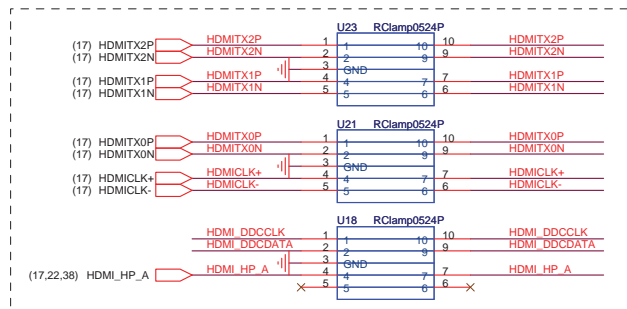 U23 RClamp0524P
(17) HDMITX2P HDMITX2P 1 1 10 10 HDMITX2P
(17) HDMITX2N HDMITX2N 2 2 9 9 HDMITX2N
3 GND
(17) HDMITX1P HDMITX1P 4 4 7 7 HDMITX1P
(17) HDMITX1N HDMITX1N 5 5 6 6 HDMITX1N
U21 RClamp0524P
(17) HDMITX0P HDMITX0P 1 1 10 10 HDMITX0P
(17) HDMITX0N HDMITX0N 2 2 9 9 HDMITX0N
3 GND
(17) HDMICLK+ HDMICLK+ 4 4 7 7 HDMICLK+
(17) HDMICLK- HDMICLK- 5 5 6 6 HDMICLK-
U18 RClamp0524P
HDMI_DDCCLK 1 1 10 10 HDMI_DDCCLK
HDMI_DDCDATA 2 2 9 9 HDMI_DDCDATA
3 GND
(17,22,38) HDMI_HP_A HDMI_HP_A 4 4 7 7 HDMI_HP_A
5 5 6 6